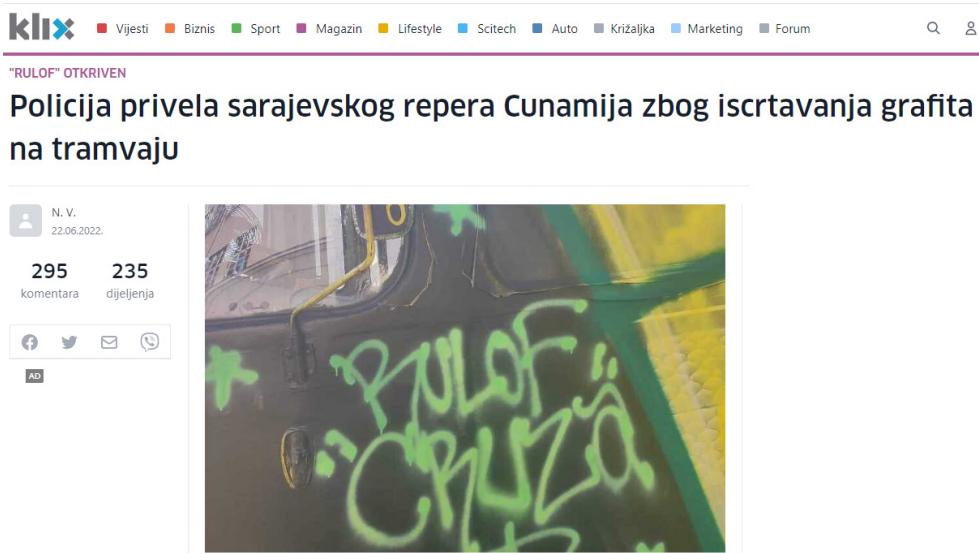 klix
Vijesti Biznis Sport Magazin Lifestyle Scitech Auto Križaljka Marketing Forum
"RULOF" OTKRIVEN
Policija privela sarajevskog repera Cunamija zbog iscrtavanja grafita
na tramvaju
N. V.
22.06.2022.
295 235
komentara dijeljenja
AD
RULOF
"CRUZA"